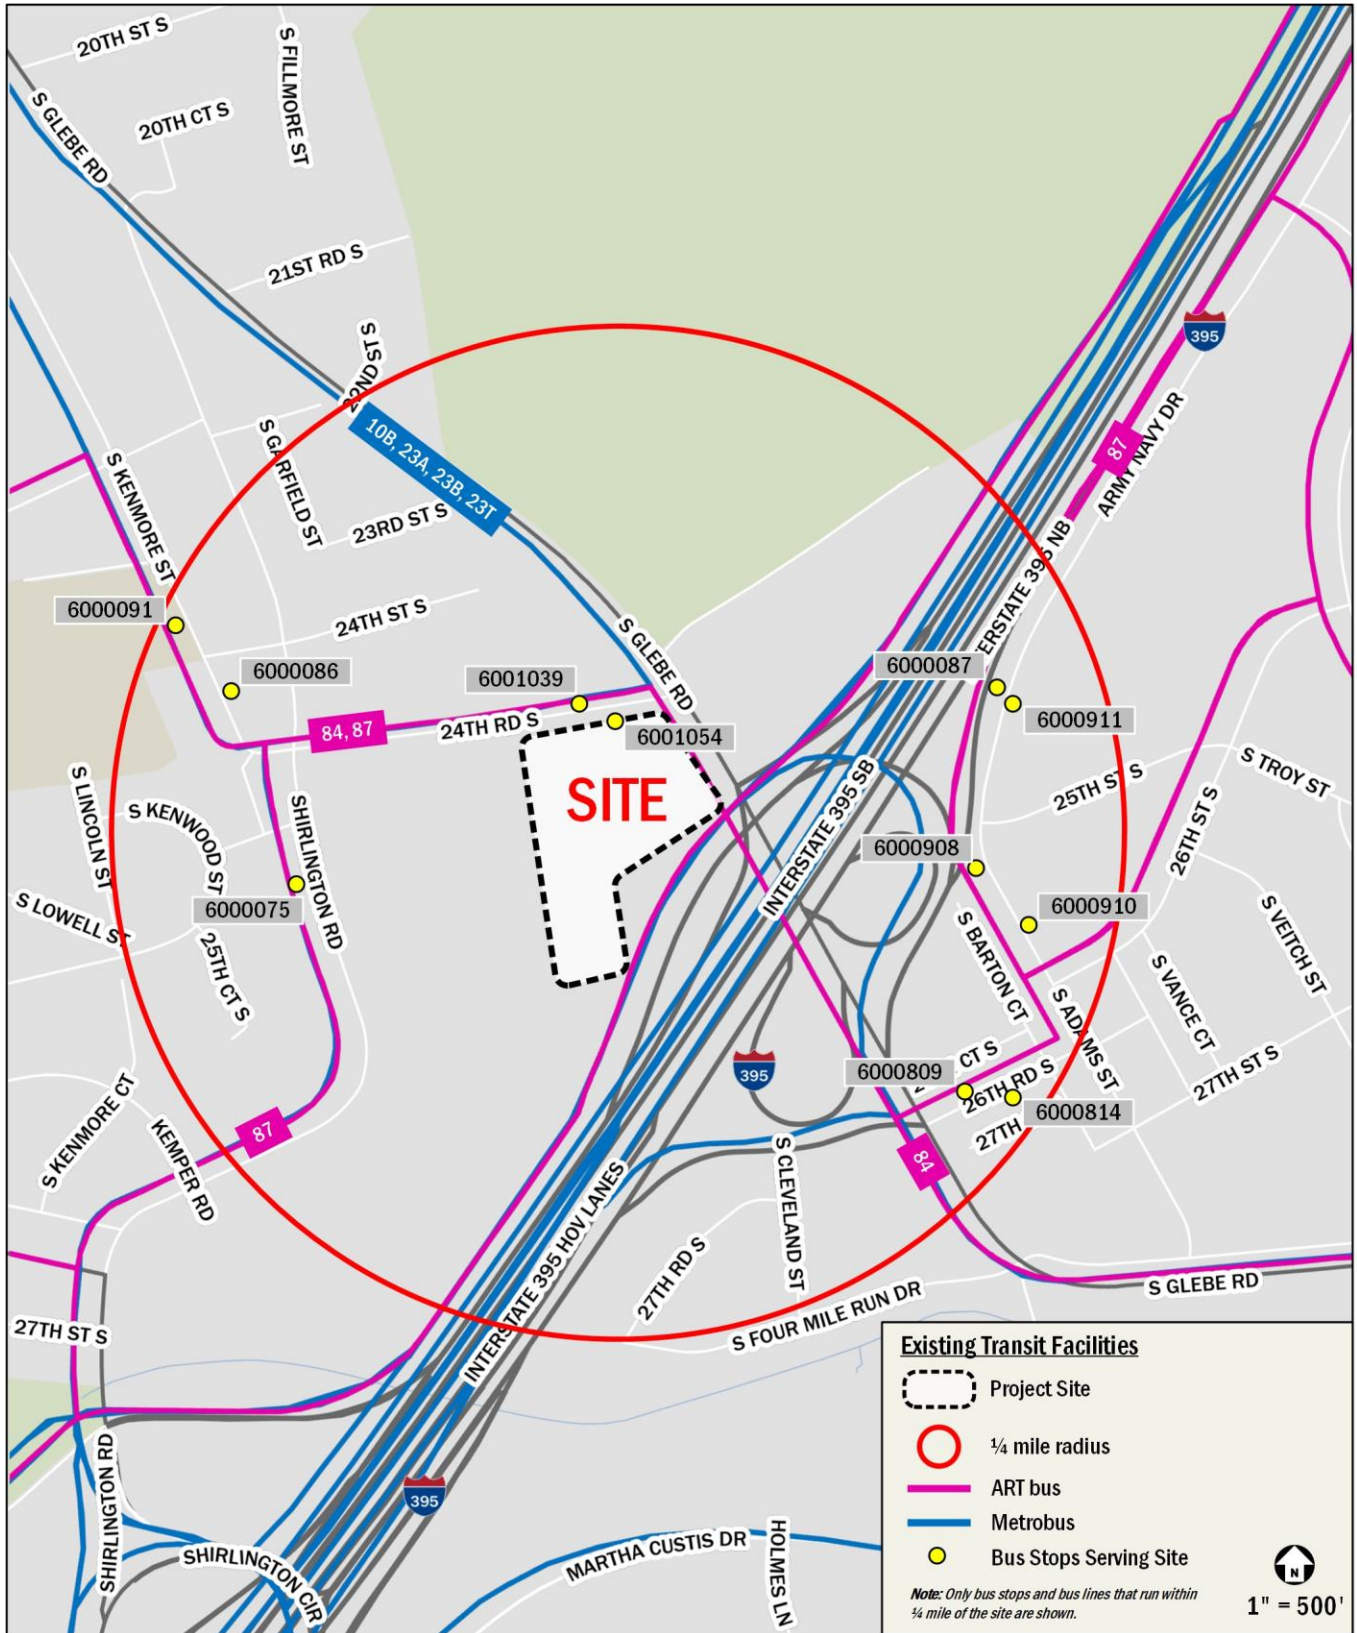 20TH ST S
S FILLMORE ST
S GLEBE RD
20TH CT S
21ST RD S
22ND ST S
395
10B, 23A, 23B, 23T
S GARFIELD ST
ARMY NAVY DR
87
S KENMORE ST
23RD ST S
INTERSTATE 395 NB
6000091
24TH ST S
S GLEBE RD
6000086
6001039
6000087
6000911
84, 87
24TH RD S
6001054
S TROY ST
SITE
25TH ST S
S LINCOLN ST
S KENWOOD ST
SHIRLINGTON RD
INTERSTATE 395 SB
26TH ST S
6000908
6000075
S LOWELL ST
6000910
S VEITCH ST
25TH CT S
S BARTON CT
S VANCE CT
S ADAMS ST
395
6000809
CT S
26TH RD S
27TH ST S
6000814
27TH
S KENMORE CT
KEMPER RD
87
84
S CLEVELAND ST
INTERSTATE 395 HOV LANES
27TH RD S
S GLEBE RD
S FOUR MILE RUN DR
27TH ST S
395
SHIRLINGTON RD
SHIRLINGTON CIR
MARTHA CUSTIS DR
HOLMES LN
Existing Transit Facilities
Project Site
¼ mile radius
ART bus
Metrobus
Bus Stops Serving Site
Note: Only bus stops and bus lines that run within
¼ mile of the site are shown.
N
1" = 500'